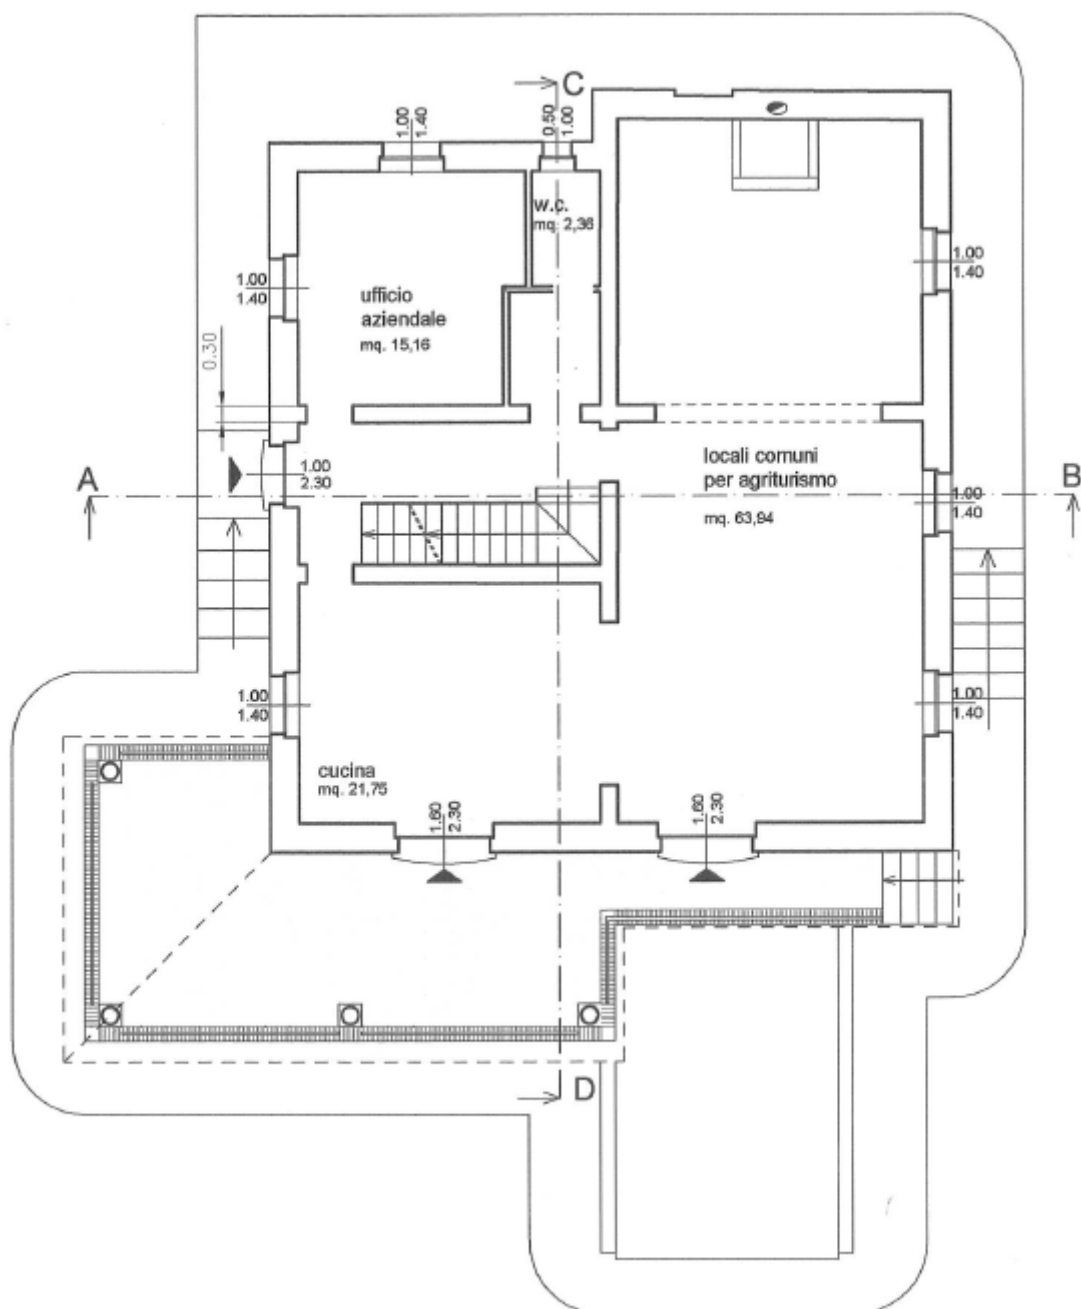 C
1.00
1.40
0.50
1.00
w.c.
mq. 2,36
1.00
1.40
1.00
1.40
ufficio
aziendale
mq. 15,16
0.30
locali comuni
per agriturismo
mq. 63,94
A
1.00
2.30
B
1.00
1.40
1.00
1.40
1.00
1.40
cucina
mq. 21,75
1.60
2.30
1.60
2.30
D